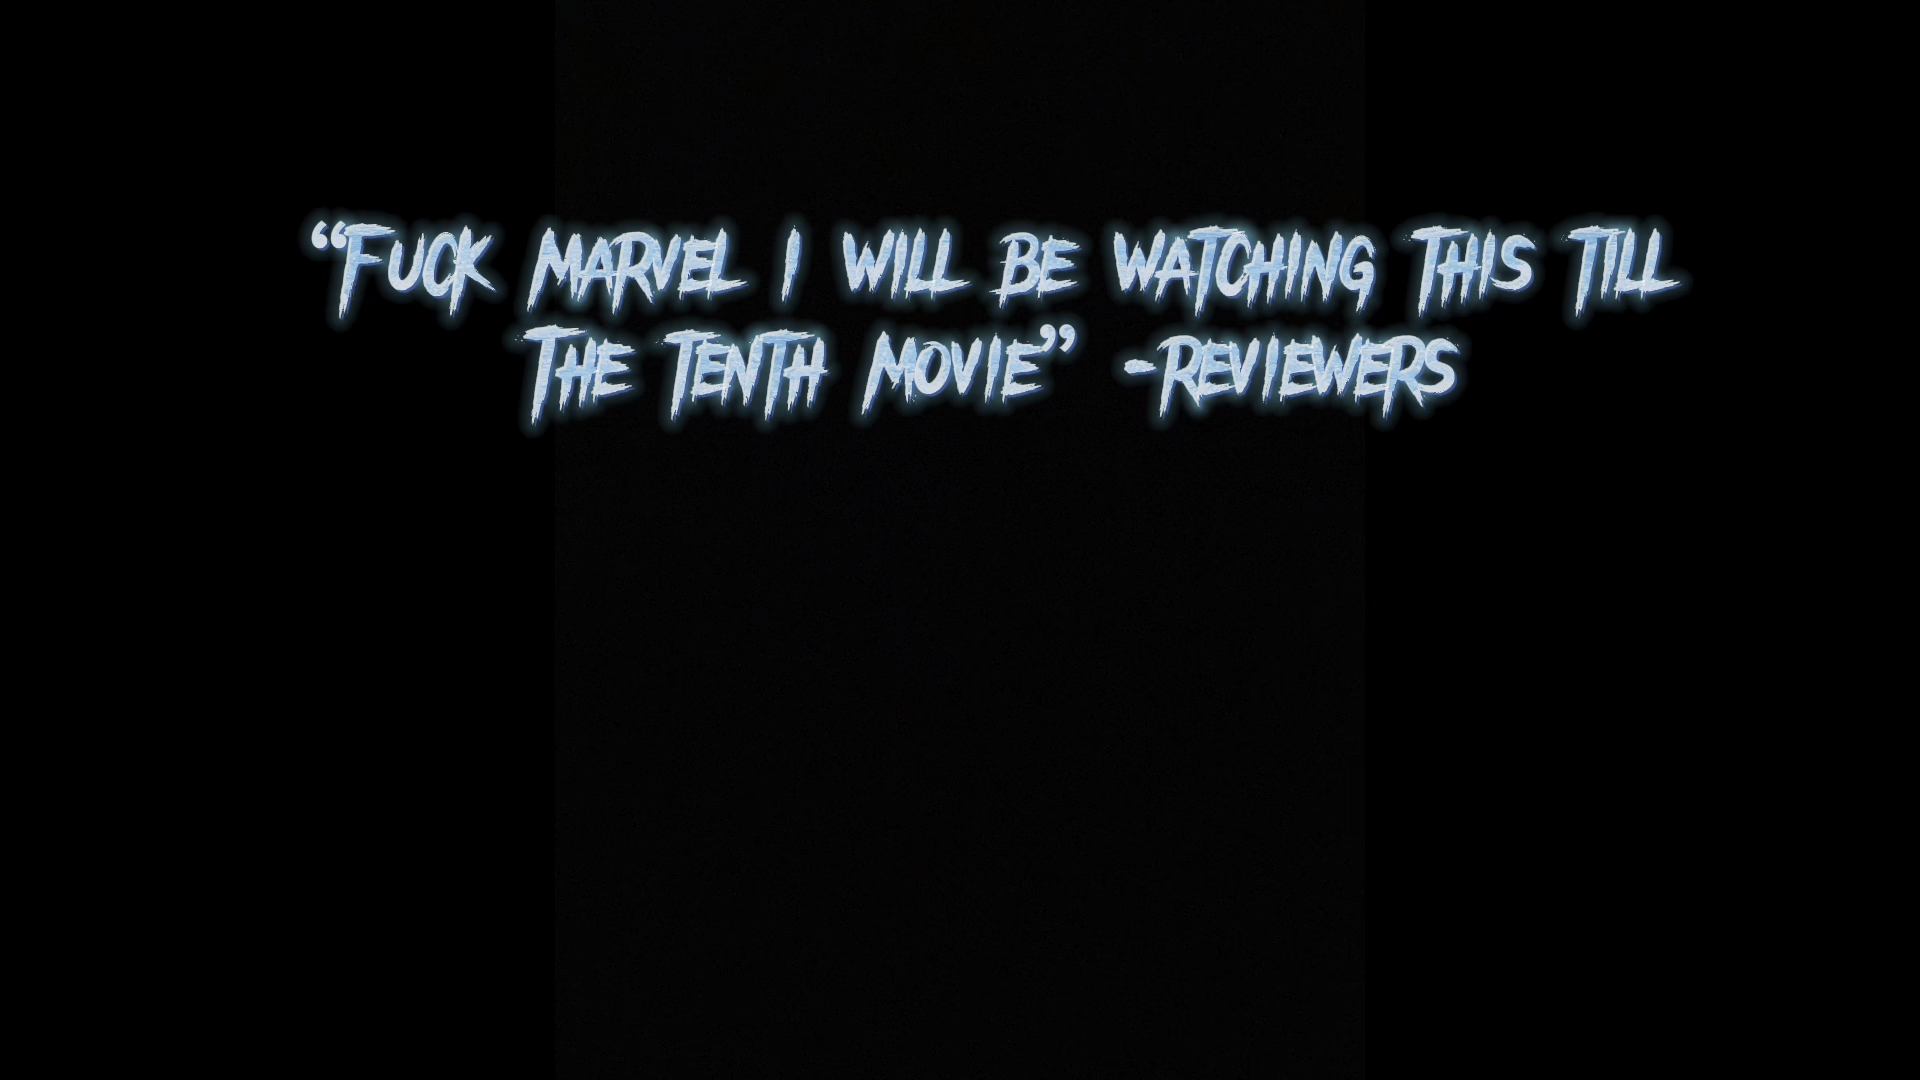 “Fuck Marvel I will be watching this till
The Tenth Movie” -Reviewers